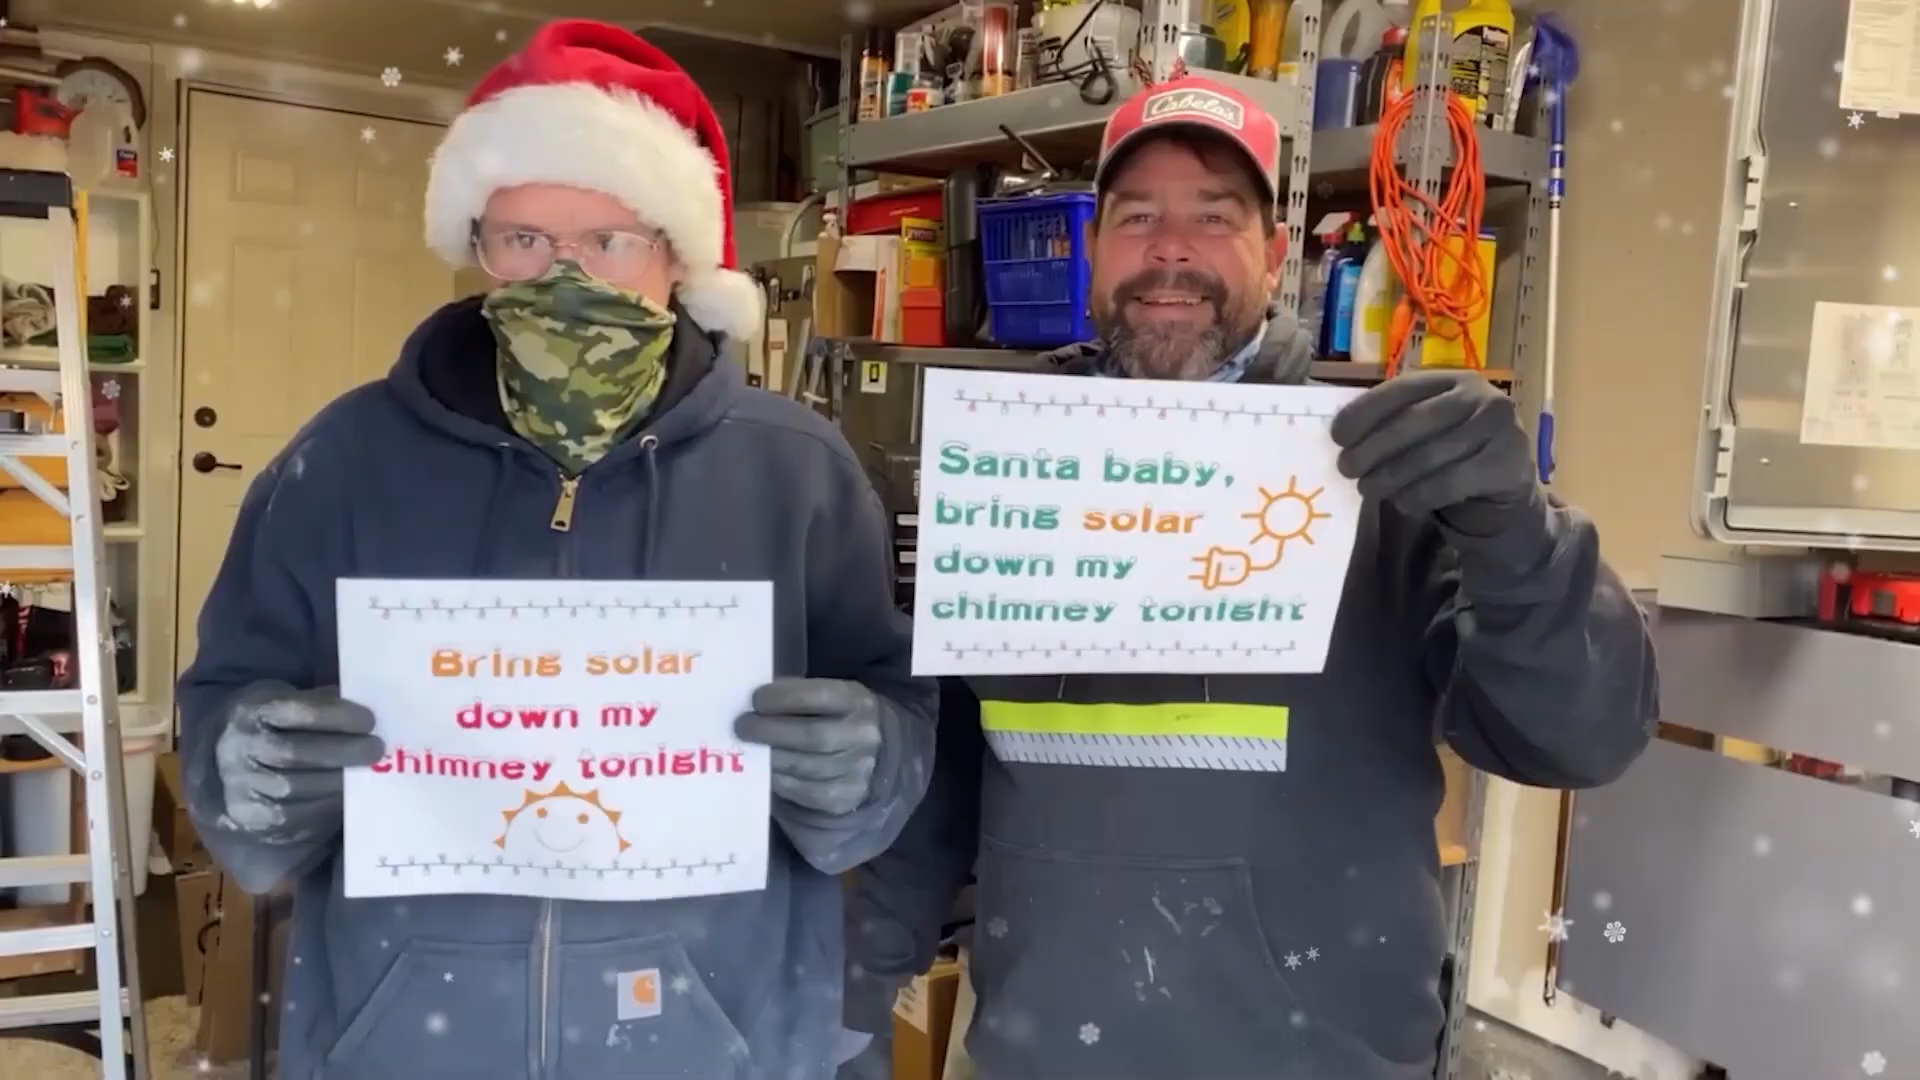 Cabela's
Santa baby,
bring solar
down my
chimney tonight
Bring solar
down my
chimney tonight